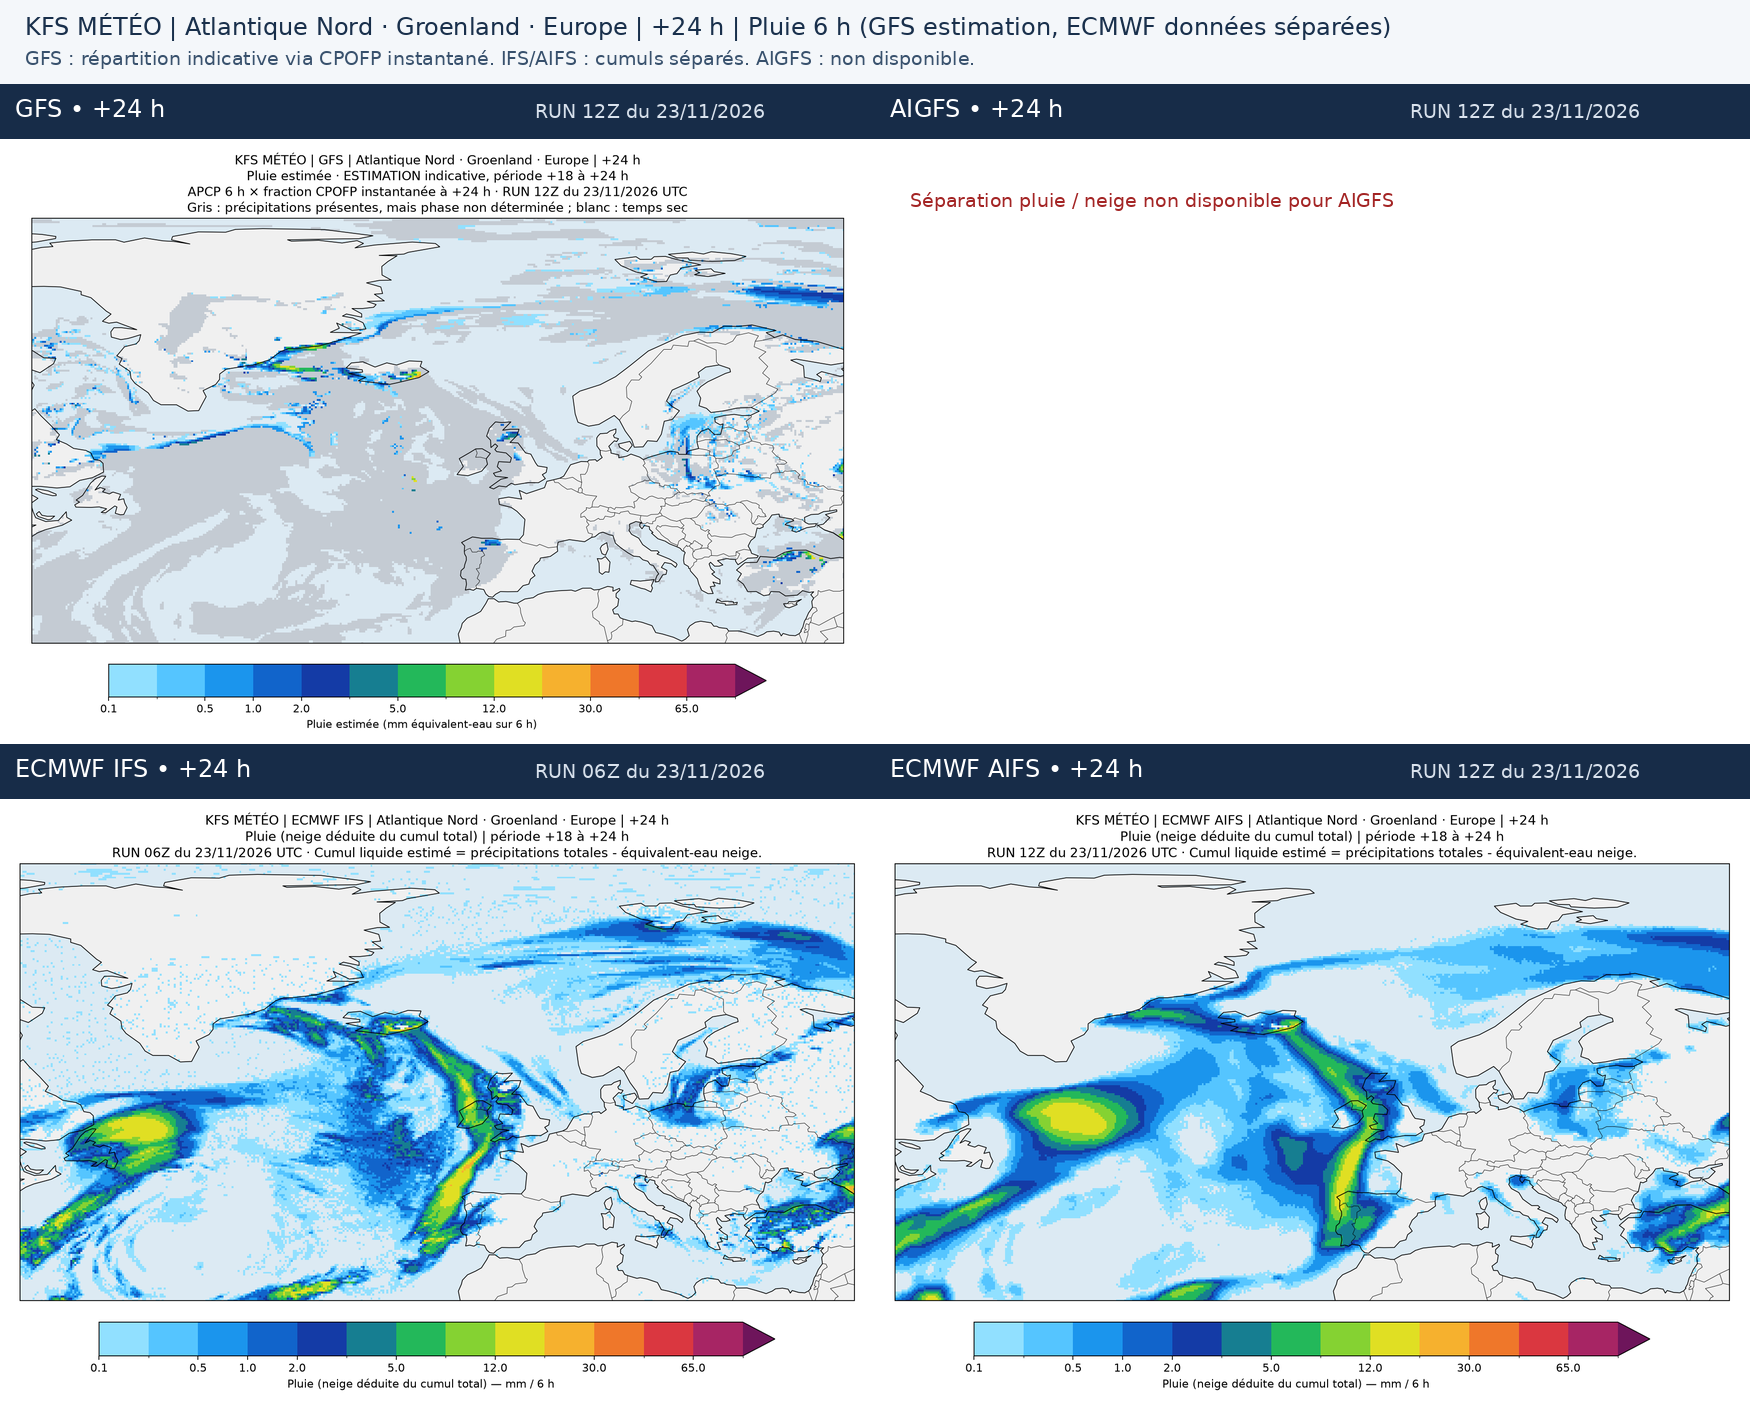 KFS MÉTÉO | Atlantique Nord · Groenland · Europe | +24 h | Pluie 6 h (GFS estimation, ECMWF données séparées)
GFS : répartition indicative via CPOFP instantané. IFS/AIFS : cumuls séparés. AIGFS : non disponible.
GFS • +24 h
RUN 12Z du 23/11/2026
AIGFS • +24 h
RUN 12Z du 23/11/2026
KFS MÉTÉO | GFS | Atlantique Nord · Groenland · Europe | +24 h
Pluie estimée · ESTIMATION indicative, période +18 à +24 h
APCP 6 h × fraction CPOFP instantanée à +24 h · RUN 12Z du 23/11/2026 UTC
Gris : précipitations présentes, mais phase non déterminée ; blanc : temps sec
Séparation pluie / neige non disponible pour AIGFS
0.1 0.5 1.0 2.0 5.0 12.0 30.0 65.0
Pluie estimée (mm équivalent-eau sur 6 h)
ECMWF IFS • +24 h
RUN 06Z du 23/11/2026
ECMWF AIFS • +24 h
RUN 12Z du 23/11/2026
KFS MÉTÉO | ECMWF IFS | Atlantique Nord · Groenland · Europe | +24 h
Pluie (neige déduite du cumul total) | période +18 à +24 h
RUN 06Z du 23/11/2026 UTC · Cumul liquide estimé = précipitations totales - équivalent-eau neige.
0.1 0.5 1.0 2.0 5.0 12.0 30.0 65.0
Pluie (neige déduite du cumul total) — mm / 6 h
KFS MÉTÉO | ECMWF AIFS | Atlantique Nord · Groenland · Europe | +24 h
Pluie (neige déduite du cumul total) | période +18 à +24 h
RUN 12Z du 23/11/2026 UTC · Cumul liquide estimé = précipitations totales - équivalent-eau neige.
0.1 0.5 1.0 2.0 5.0 12.0 30.0 65.0
Pluie (neige déduite du cumul total) — mm / 6 h